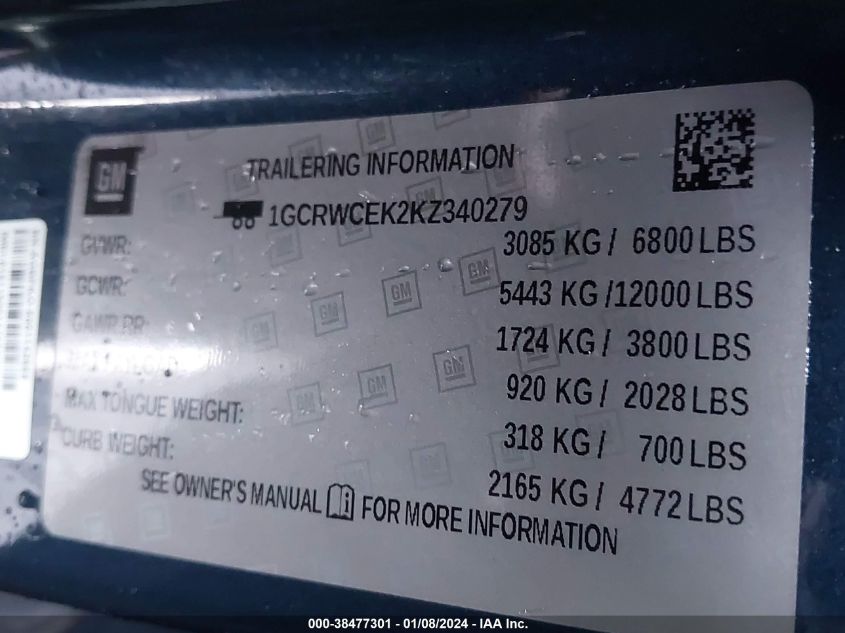 GM
TRAILERING INFORMATION
1GCRWCEK2KZ340279
GVWR: 3085 KG / 6800 LBS
GCWR: 5443 KG /12000 LBS
GAWR RR: 1724 KG / 3800 LBS
920 KG / 2028 LBS
MAX TONGUE WEIGHT: 318 KG / 700 LBS
CURB WEIGHT: 2165 KG / 4772 LBS
SEE OWNER'S MANUAL FOR MORE INFORMATION
000-38477301 - 01/08/2024 - IAA Inc.